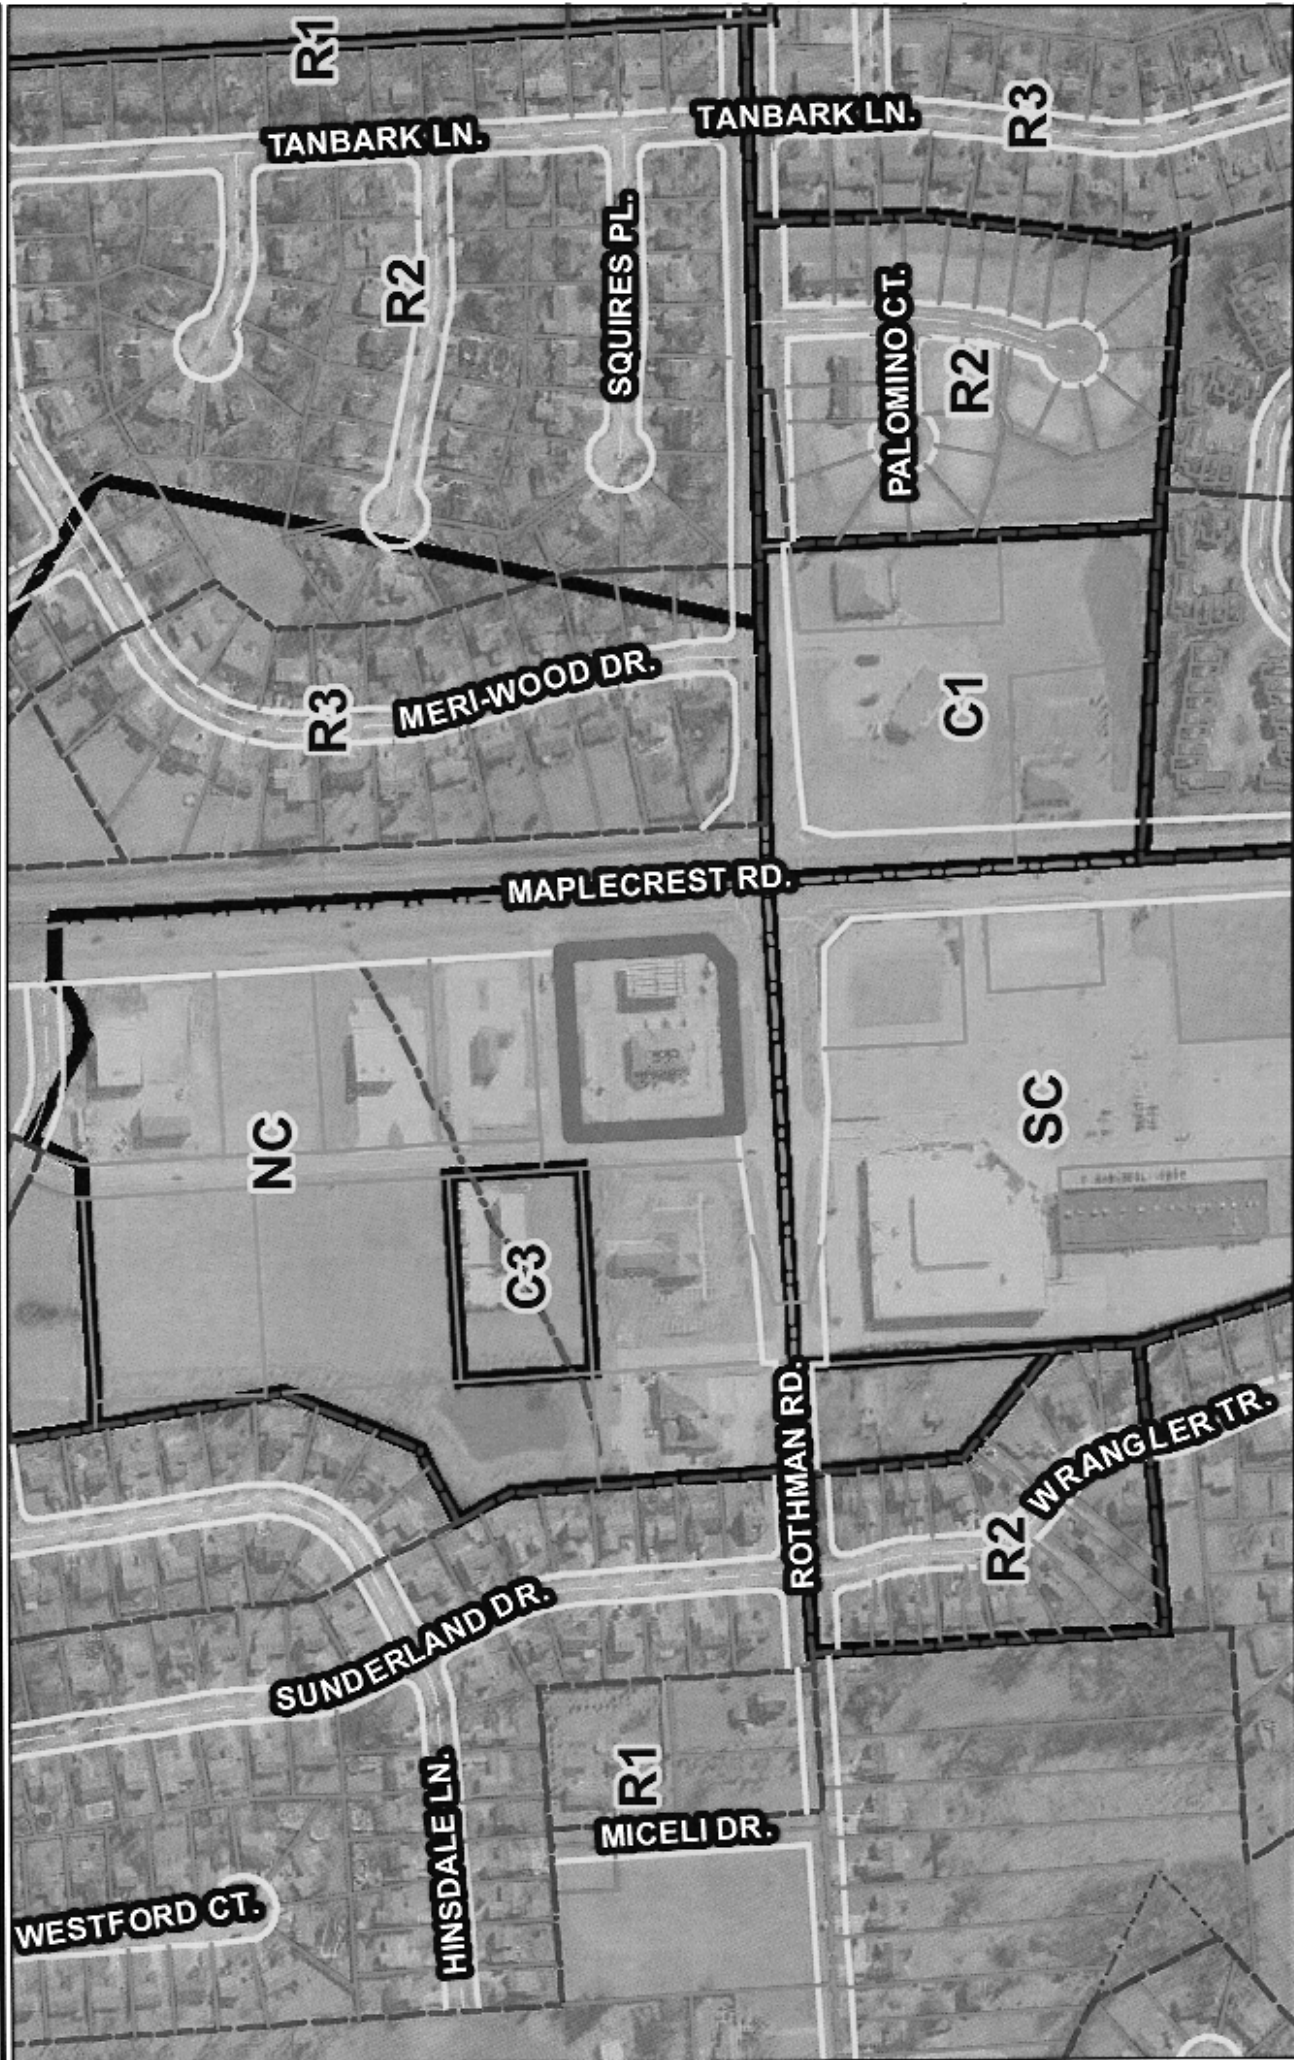 R1
TANBARK LN.
TANBARK LN.
R3
SQUIRES PL.
R2
PALOMINO CT.
R2
R3
MERI-WOOD DR.
C1
MAPLECREST RD.
NC
SC
C3
ROTHMAN RD.
WRANGLER TR.
R2
SUNDERLAND DR.
R1
HINSDALE LN.
MICELI DR.
WESTFORD CT.